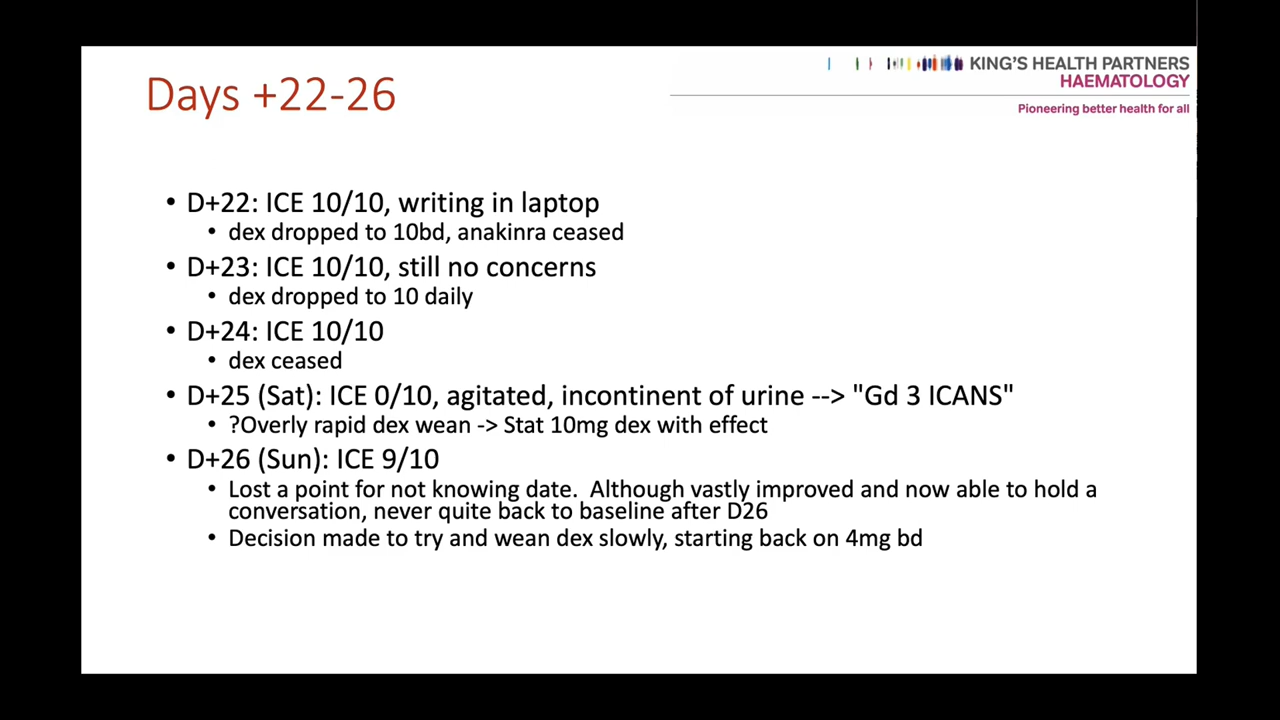 Days +22-26
KING'S HEALTH PARTNERS
HAEMATOLOGY
Pioneering better health for all
• D+22: ICE 10/10, writing in laptop
• dex dropped to 10bd, anakinra ceased
• D+23: ICE 10/10, still no concerns
• dex dropped to 10 daily
• D+24: ICE 10/10
• dex ceased
• D+25 (Sat): ICE 0/10, agitated, incontinent of urine --> "Gd 3 ICANS"
• ?Overly rapid dex wean -> Stat 10mg dex with effect
• D+26 (Sun): ICE 9/10
• Lost a point for not knowing date.  Although vastly improved and now able to hold a
conversation, never quite back to baseline after D26
• Decision made to try and wean dex slowly, starting back on 4mg bd